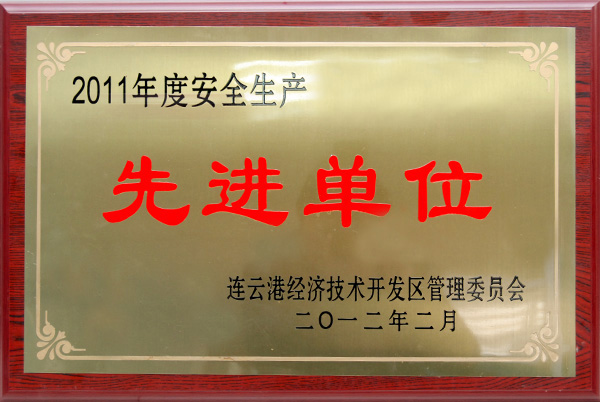 2011年度安全生产
先进单位
连云港经济技术开发区管理委员会
二〇一二年二月